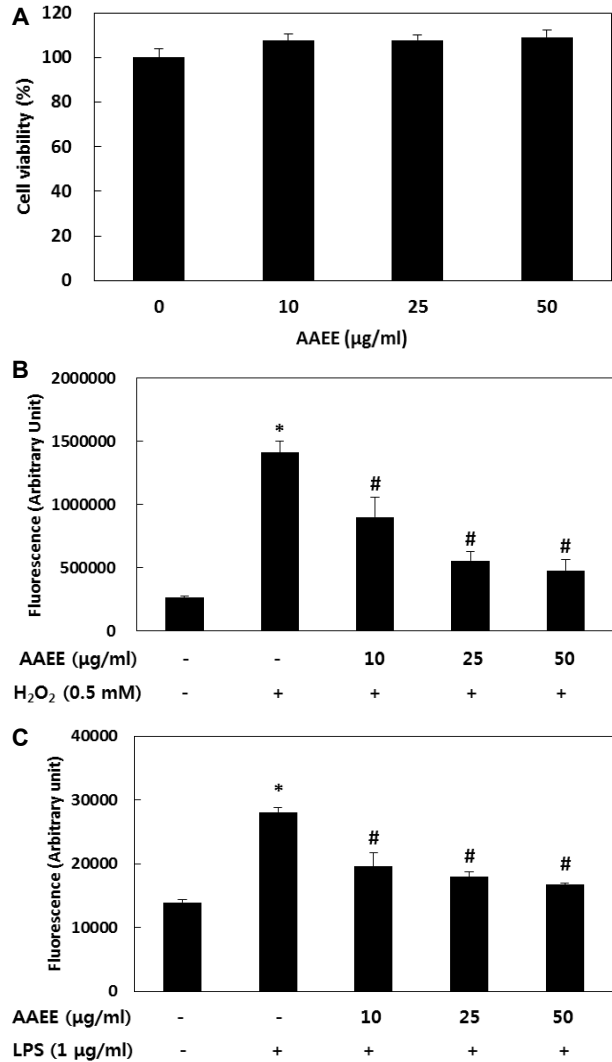 A
Cell viability (%)
120
100
80
60
40
20
0
0 10 25 50
AAEE (µg/ml)
B
Fluorescence (Arbitrary Unit)
2000000
1500000
1000000
500000
0
*
#
#
#
AAEE (µg/ml) - - 10 25 50
H₂O₂ (0.5 mM) - + + + +
C
Fluorescence (Arbitrary unit)
40000
30000
20000
10000
0
*
#
#
#
AAEE (µg/ml) - - 10 25 50
LPS (1 µg/ml) - + + + +